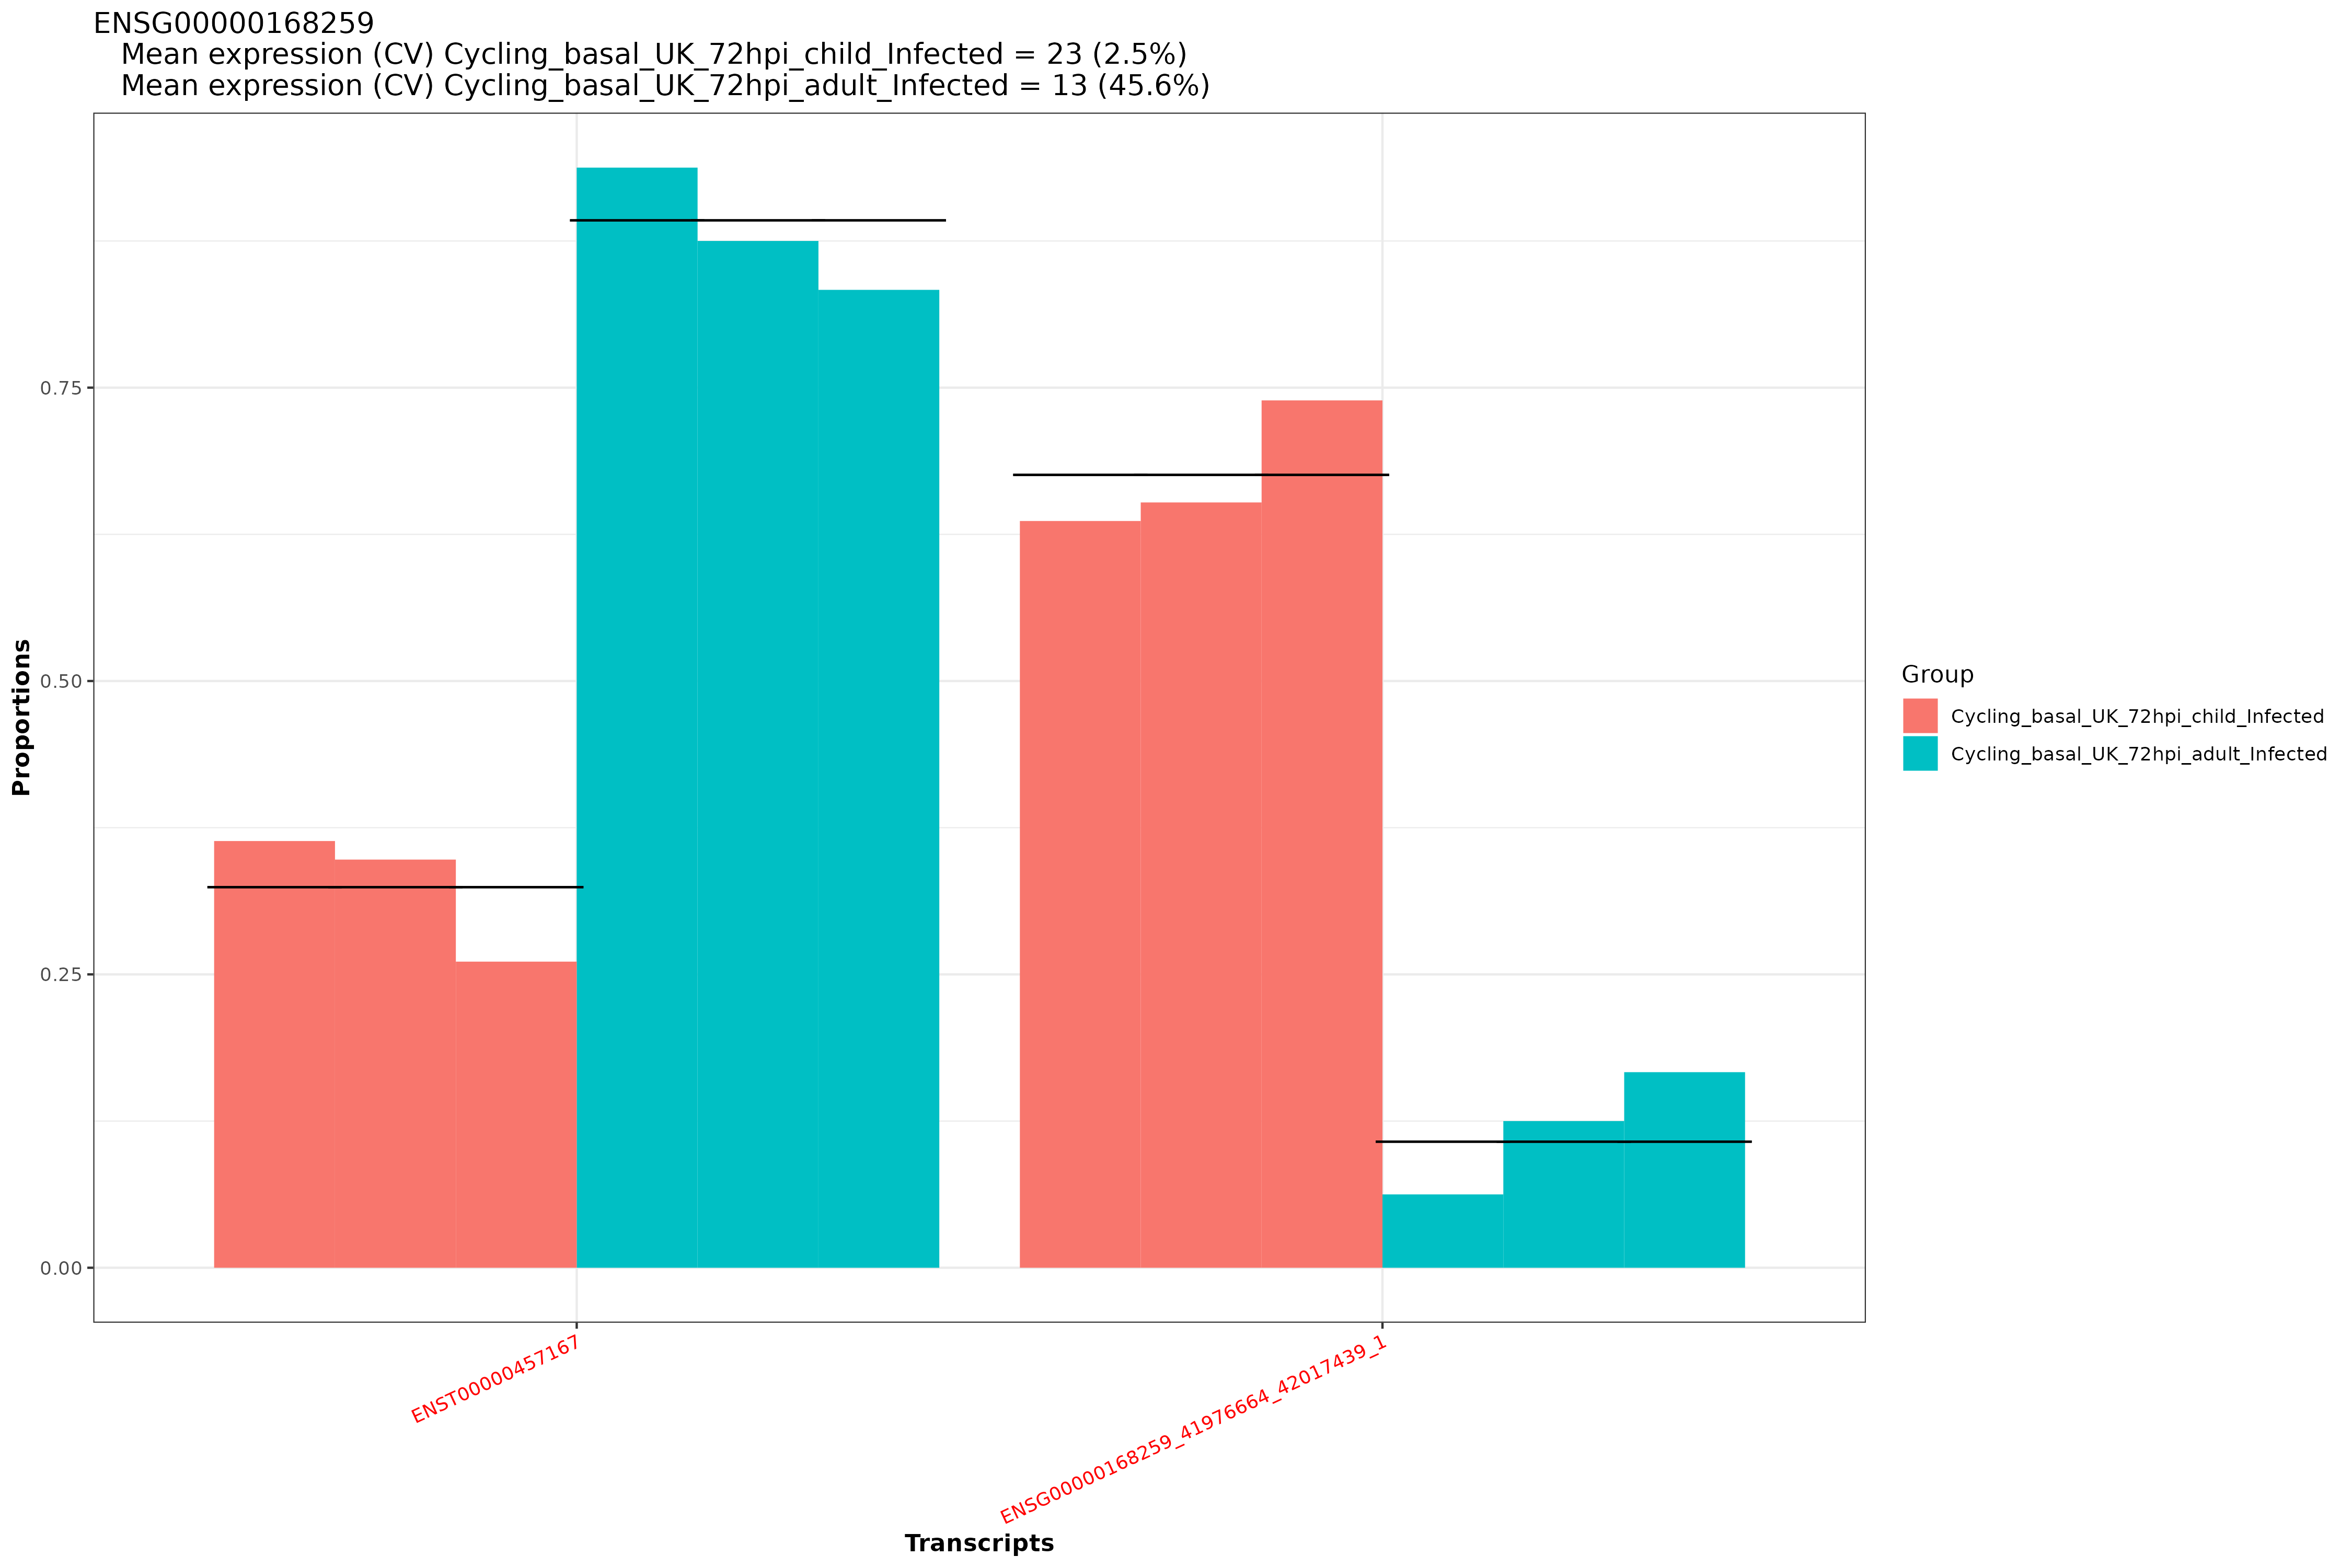 ENSG00000168259
Mean expression (CV) Cycling_basal_UK_72hpi_child_Infected = 23 (2.5%)
Mean expression (CV) Cycling_basal_UK_72hpi_adult_Infected = 13 (45.6%)
Proportions
0.75
0.50
0.25
0.00
ENST00000457167
ENSG00000168259_41976664_42017439_1
Transcripts
Group
Cycling_basal_UK_72hpi_child_Infected
Cycling_basal_UK_72hpi_adult_Infected